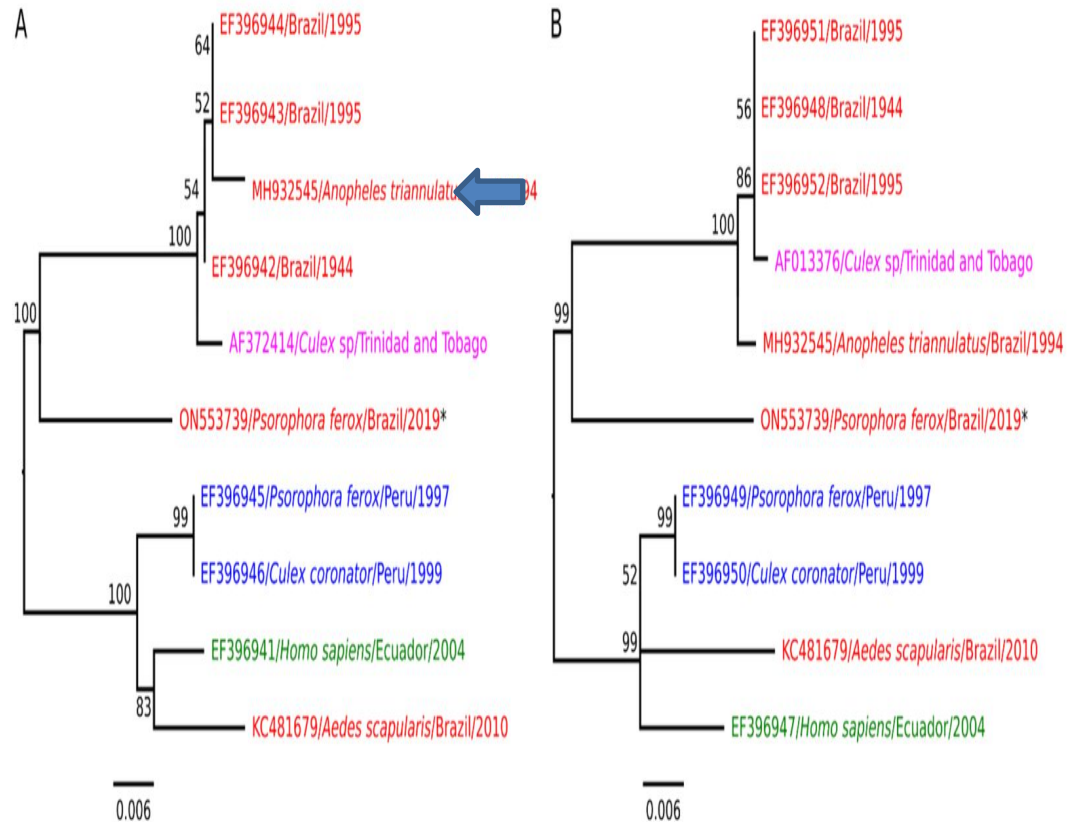 A
EF396944/Brazil/1995
64
52
EF396943/Brazil/1995
54
MH932545/Anopheles 94
100
EF396942/Brazil/1944
100
AF372414/Culex sp/Trinidad and Tobago
ON553739/Psorophora ferox/Brazil/2019*
EF396945/Psorophora ferox/Peru/1997
99
EF396946/Culex coronator/Peru/1999
100
EF396941/Homo sapiens/Ecuador/2004
83
KC481679/Aedes scapularis/Brazil/2010
0.006
B
EF396951/Brazil/1995
56
EF396948/Brazil/1944
86
EF396952/Brazil/1995
100
AF013376/Culex sp/Trinidad and Tobago
99
MH932545/Anopheles triannulatus/Brazil/1994
ON553739/Psorophora ferox/Brazil/2019*
EF396949/Psorophora ferox/Peru/1997
99
EF396950/Culex coronator/Peru/1999
52
99
KC481679/Aedes scapularis/Brazil/2010
EF396947/Homo sapiens/Ecuador/2004
0.006